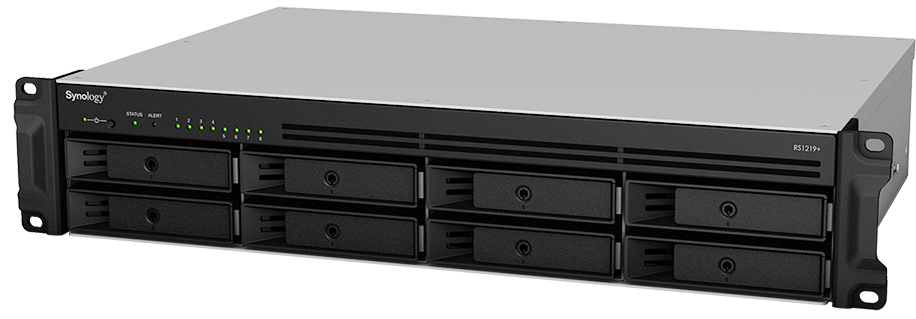 Synology®
STATUS ALERT
1 2 3 4
5 6 7 8
RS1219+